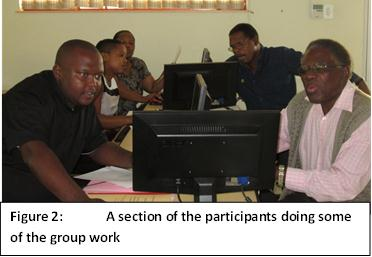 Figure 2: A section of the participants doing some
of the group work